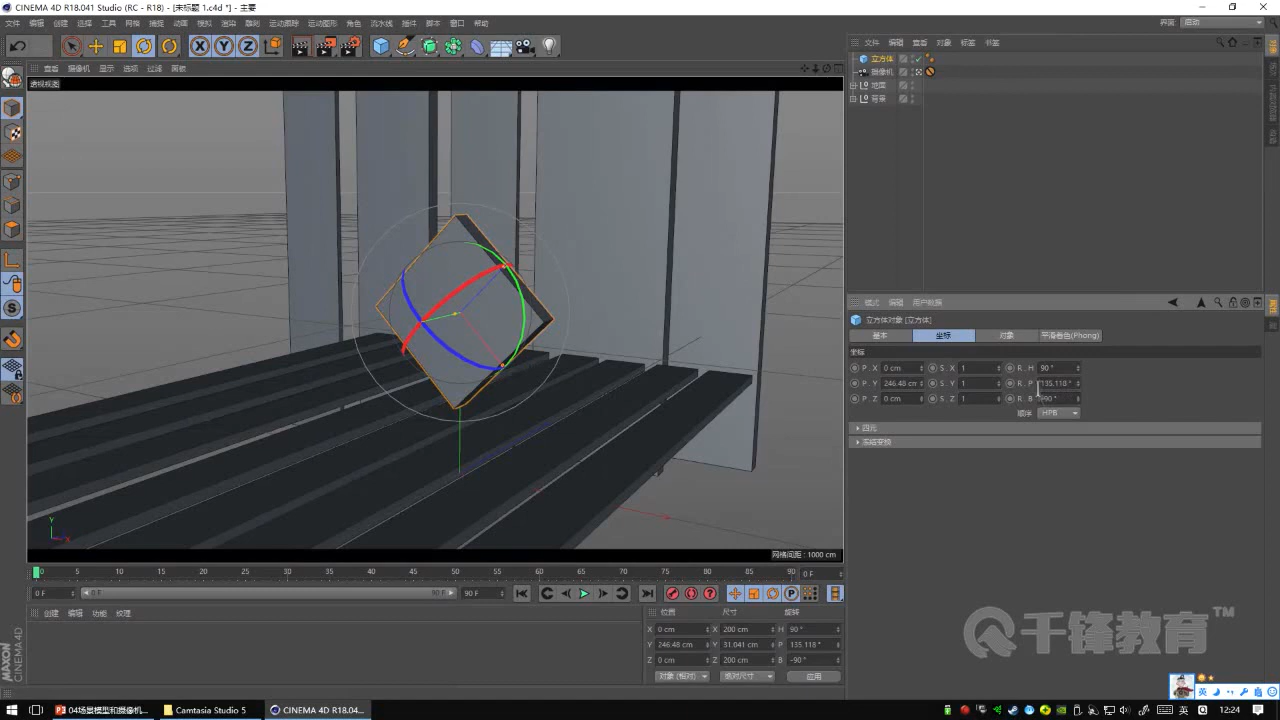 CINEMA 4D R18.041 Studio (RC - R18) - [未标题 1.c4d *] - 主要
文件 编辑 创建 选择 工具 网格 捕捉 动画 模拟 渲染 雕刻 运动跟踪 运动图形 角色 流水线 插件 脚本 窗口 帮助
界面: 启动
查看 摄像机 显示 选项 过滤 面板
透视视图
文件 编辑 查看 对象 标签 书签
立方体
摄像机
地面
背景
模式 编辑 用户数据
立方体对象 [立方体]
基本 坐标 对象 平滑着色(Phong)
坐标
P . X 0 cm S . X 1 R . H 90 °
P . Y 246.48 cm S . Y 1 R . P 135.118 °
P . Z 0 cm S . Z 1 R . B -90 °
顺序 HPB
四元
冻结变换
Y
X
网格间距 : 1000 cm
0 5 10 15 20 25 30 35 40 45 50 55 60 65 70 75 80 85 90 0 F
0 F 0 F 90 F 90 F
创建 编辑 功能 纹理
位置 尺寸 旋转
X 0 cm X 200 cm H 90 °
Y 246.48 cm Y 31.041 cm P 135.118 °
Z 0 cm Z 200 cm B -90 °
对象 (相对) 绝对尺寸 应用
MAXON CINEMA 4D
千锋教育™
英
04场景模型和摄像机... Camtasia Studio 5 CINEMA 4D R18.04... 英 12:24